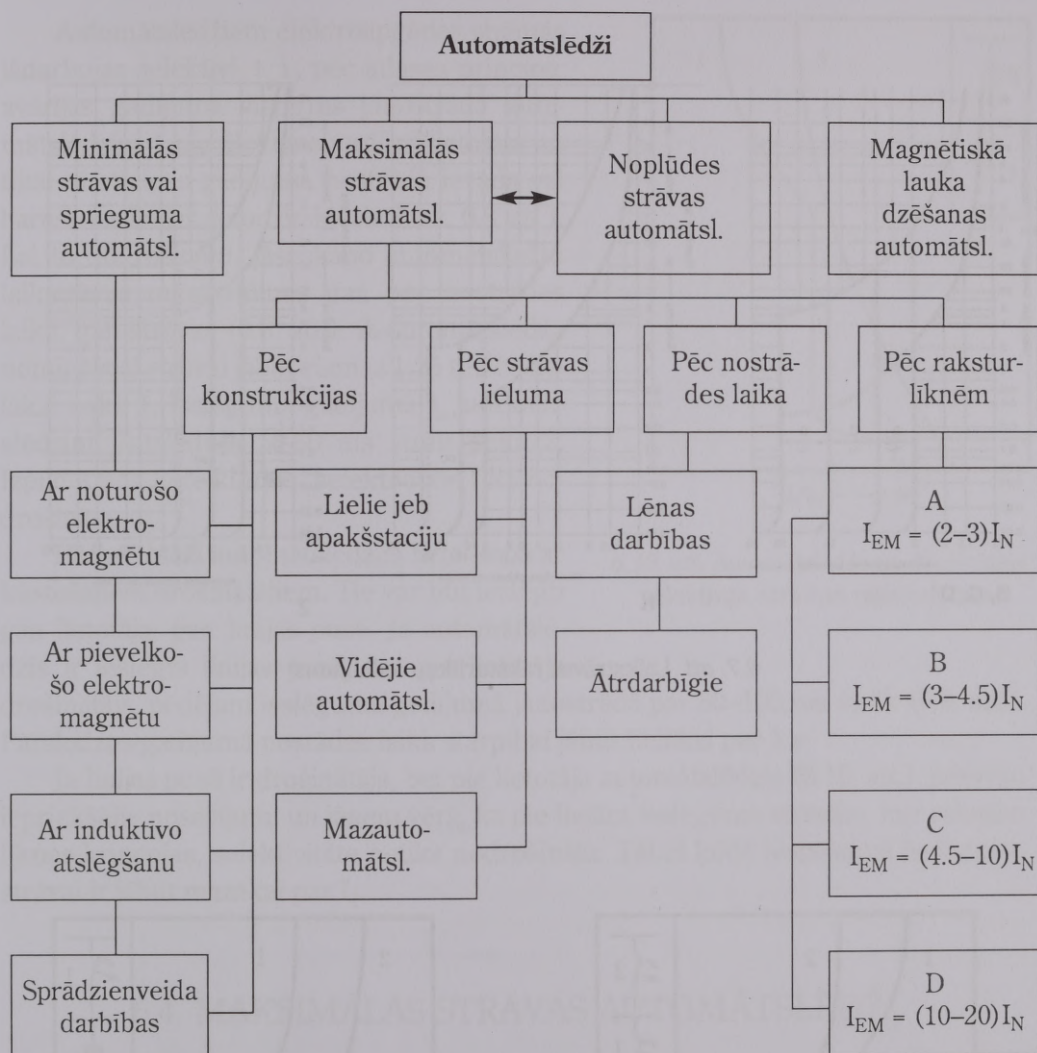 Automātslēdži
Minimālās
strāvas vai
sprieguma
automātsl.
Maksimālās
strāvas
automātsl.
Noplūdes
strāvas
automātsl.
Magnētiskā
lauka
dzēšanas
automātsl.
Pēc
konstrukcijas
Pēc strāvas
lieluma
Pēc nostrā-
des laika
Pēc rakstur-
liknēm
Ar noturošo
elektro-
magnētu
Lielie jeb
apakšstaciju
Lēnas
darbības
A
I_EM = (2–3)I_N
Ar pievelko-
šo elektro-
magnētu
Vidējie
automātsl.
Ātrdarbīgie
B
I_EM = (3–4.5)I_N
Ar induktīvo
atslēgšanu
Mazauto-
mātsl.
C
I_EM = (4.5–10)I_N
Sprādzienveida
darbības
D
I_EM = (10–20)I_N